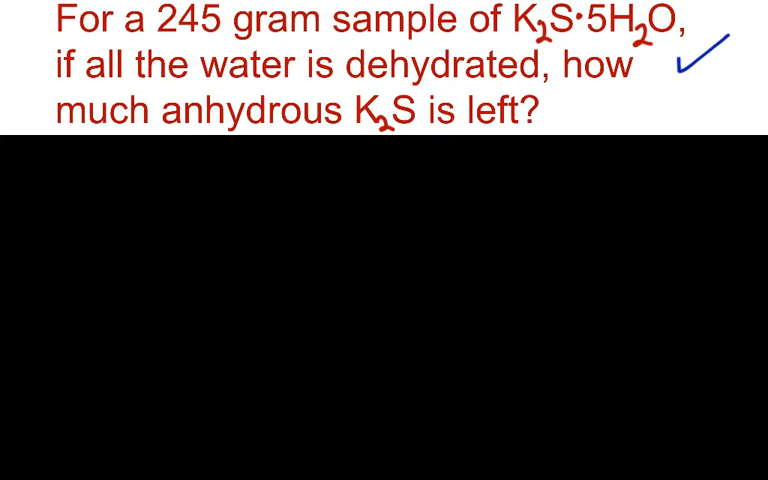 For a 245 gram sample of K₂S·5H₂O,
if all the water is dehydrated, how
much anhydrous K₂S is left?